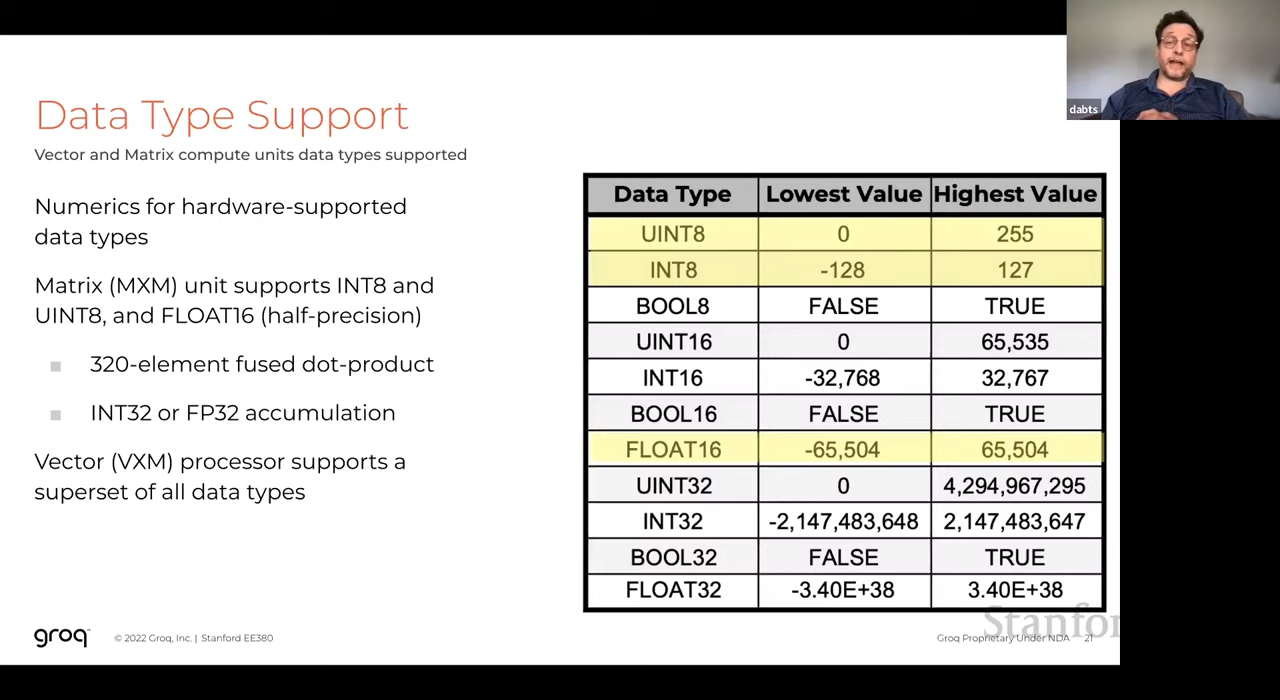 dabts
Data Type Support
Vector and Matrix compute units data types supported
Numerics for hardware-supported
data types
Matrix (MXM) unit supports INT8 and
UINT8, and FLOAT16 (half-precision)
320-element fused dot-product
INT32 or FP32 accumulation
Vector (VXM) processor supports a
superset of all data types
Data Type Lowest Value Highest Value
UINT8 0 255
INT8 -128 127
BOOL8 FALSE TRUE
UINT16 0 65,535
INT16 -32,768 32,767
BOOL16 FALSE TRUE
FLOAT16 -65,504 65,504
UINT32 0 4,294,967,295
INT32 -2,147,483,648 2,147,483,647
BOOL32 FALSE TRUE
FLOAT32 -3.40E+38 3.40E+38
groq
© 2022 Groq, Inc. | Stanford EE380
Groq Proprietary Under NDA 21
Stanfor